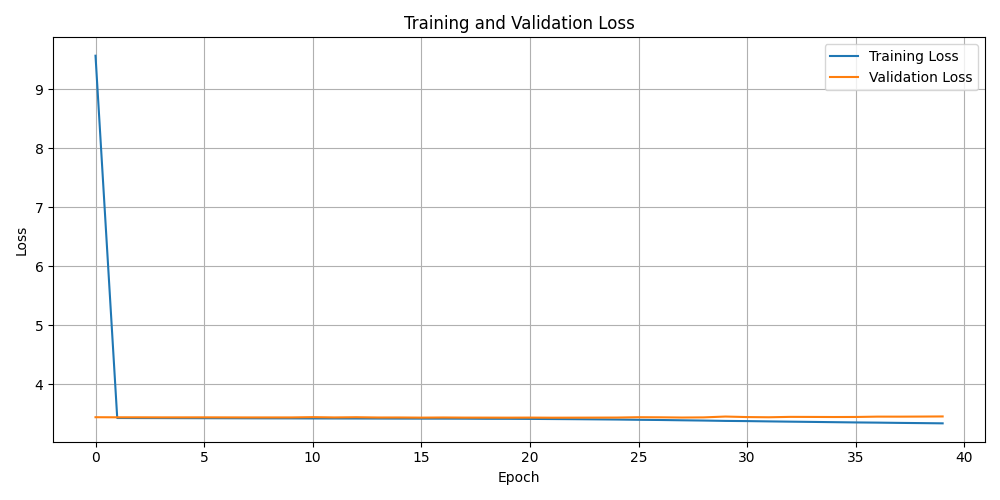 Training and Validation Loss
Training Loss
Validation Loss
Loss
9
8
7
6
5
4
0 5 10 15 20 25 30 35 40
Epoch